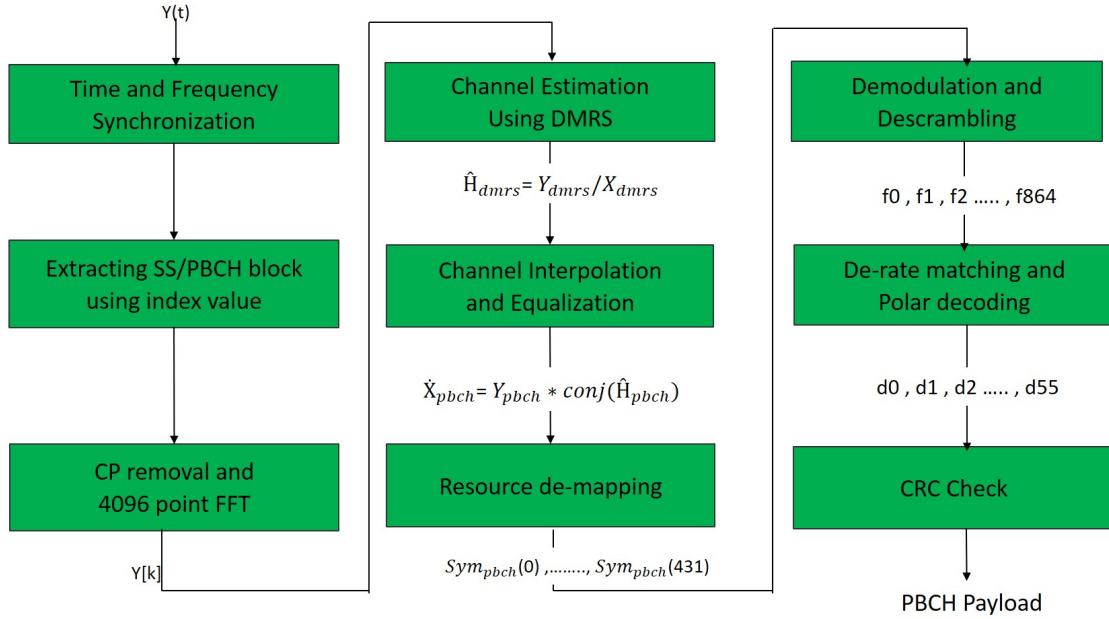 Y(t)
Time and Frequency
Synchronization
Extracting SS/PBCH block
using index value
CP removal and
4096 point FFT
Y[k]
Channel Estimation
Using DMRS
Ĥ_dmrs= Y_dmrs/X_dmrs
Channel Interpolation
and Equalization
Ẋ_pbch= Y_pbch ∗ conj(Ĥ_pbch)
Resource de-mapping
Sym_pbch(0) ,…….., Sym_pbch(431)
Demodulation and
Descrambling
f0 , f1 , f2 ….. , f864
De-rate matching and
Polar decoding
d0 , d1 , d2 ….. , d55
CRC Check
PBCH Payload